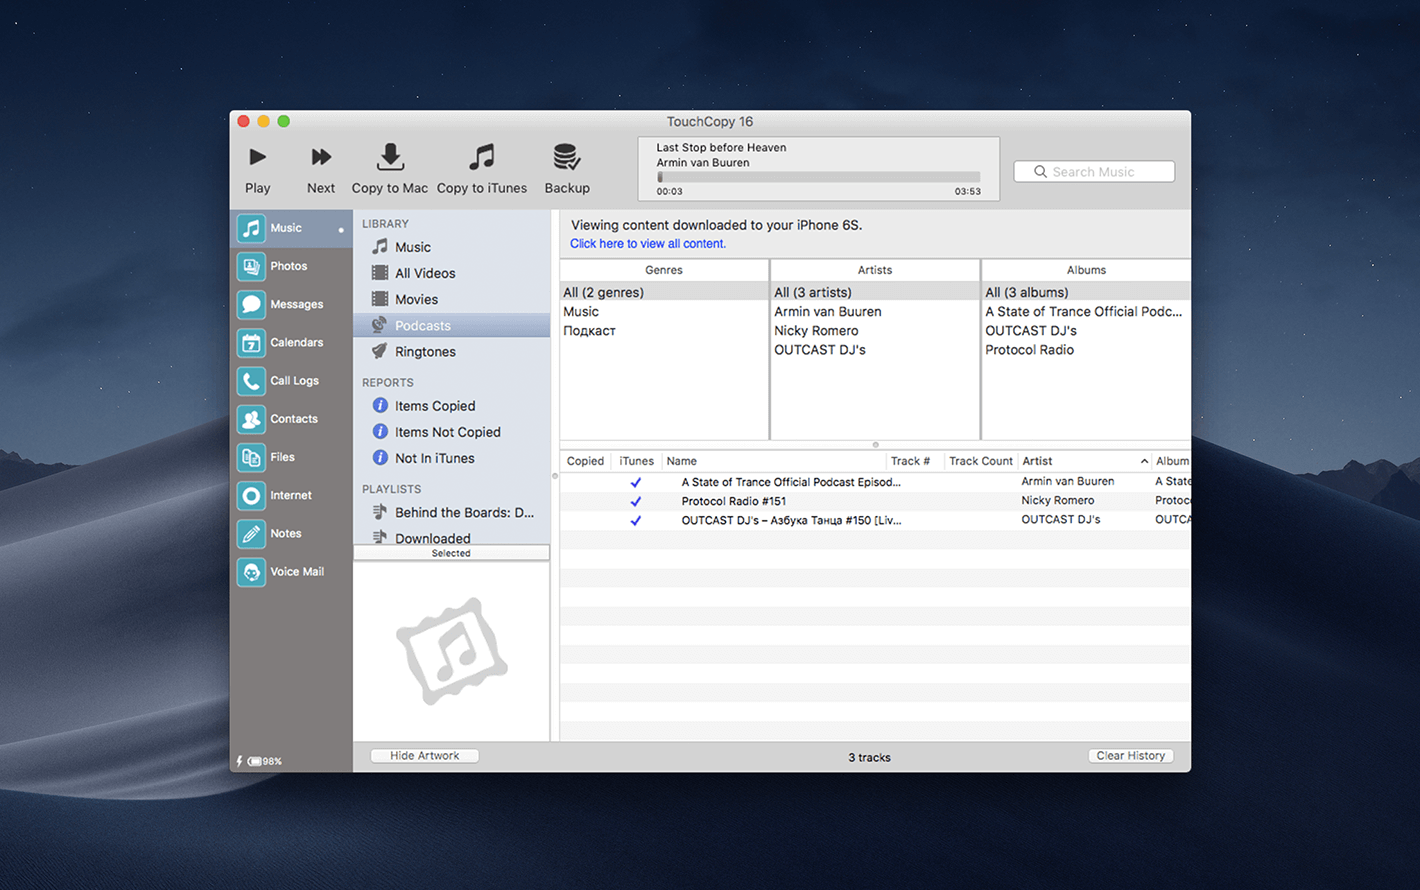 TouchCopy 16
Play
Next
Copy to Mac
Copy to iTunes
Backup
Last Stop before Heaven
Armin van Buuren
00:03
03:53
Search Music
Music
Photos
Messages
Calendars
7
Call Logs
Contacts
Files
Internet
Notes
Voice Mail
98%
LIBRARY
Music
All Videos
Movies
Podcasts
Ringtones
REPORTS
Items Copied
Items Not Copied
Not In iTunes
PLAYLISTS
Behind the Boards: D...
Downloaded
Selected
Hide Artwork
Viewing content downloaded to your iPhone 6S.
Click here to view all content.
Genres
All (2 genres)
Music
Подкаст
Artists
All (3 artists)
Armin van Buuren
Nicky Romero
OUTCAST DJ's
Albums
All (3 albums)
A State of Trance Official Podc...
OUTCAST DJ's
Protocol Radio
Copied iTunes Name Track # Track Count Artist Album
A State of Trance Official Podcast Episod... Armin van Buuren A State
Protocol Radio #151 Nicky Romero Protoc
OUTCAST DJ's – Азбука Танца #150 [Liv... OUTCAST DJ's OUTCA
3 tracks
Clear History